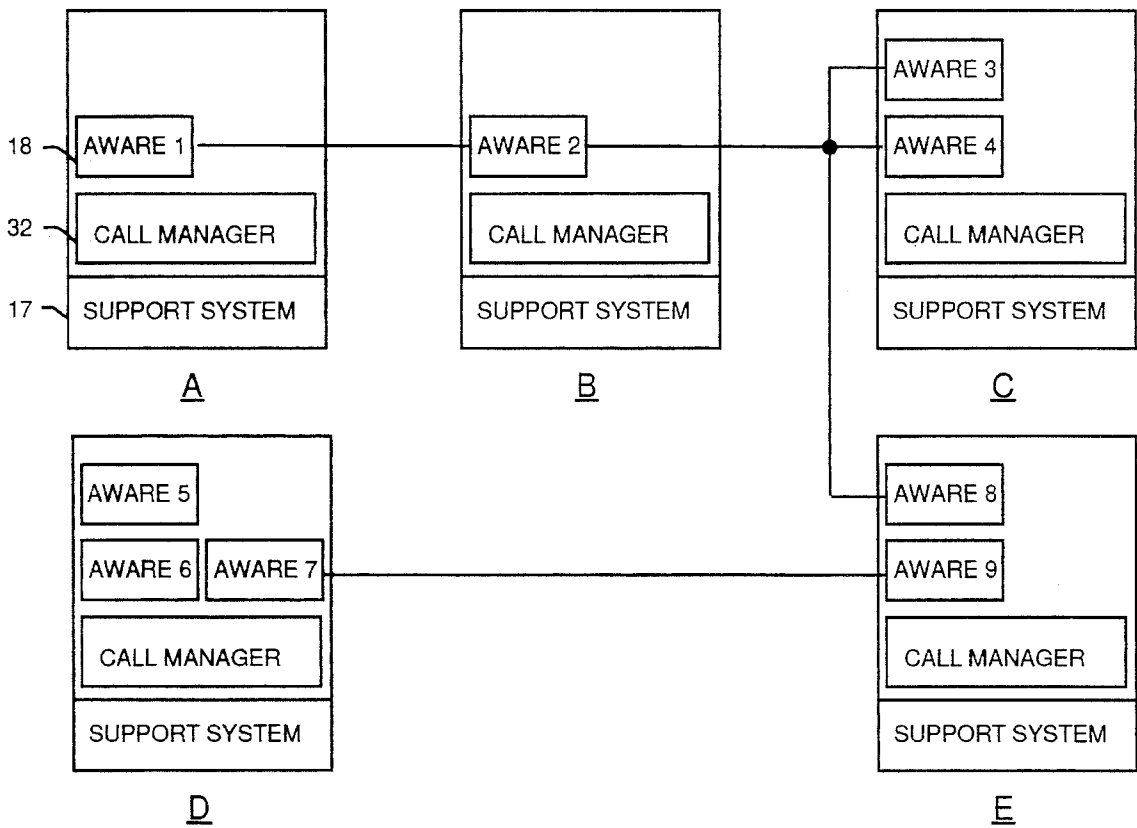 AWARE 3
18 AWARE 1 AWARE 2 AWARE 4
32 CALL MANAGER CALL MANAGER CALL MANAGER
17 SUPPORT SYSTEM SUPPORT SYSTEM SUPPORT SYSTEM
A B C
AWARE 5 AWARE 8
AWARE 6 AWARE 7 AWARE 9
CALL MANAGER CALL MANAGER
SUPPORT SYSTEM SUPPORT SYSTEM
D E